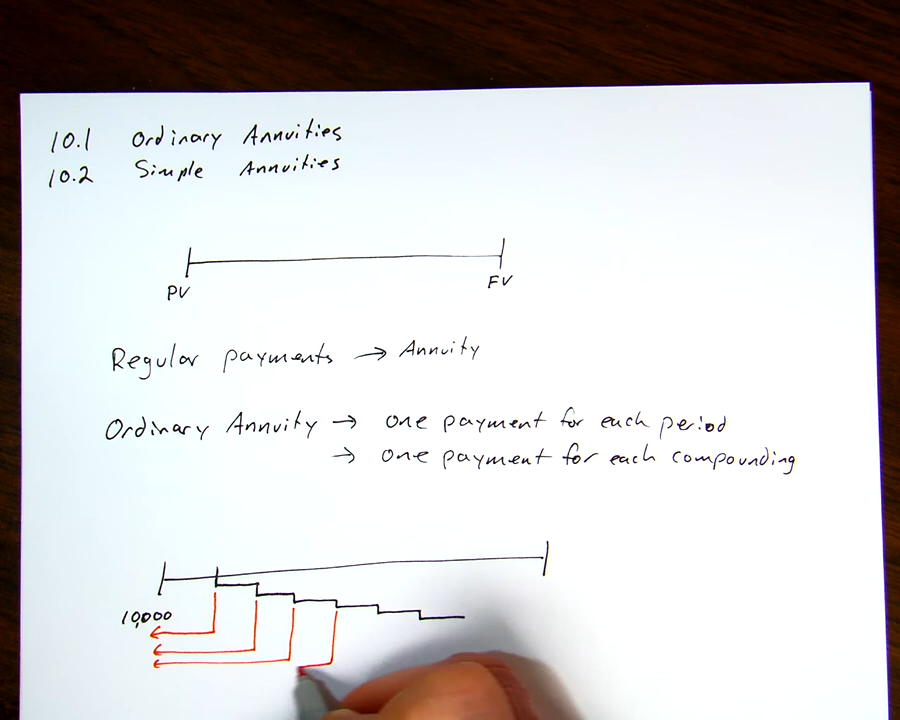 10.1 Ordinary Annuities
10.2 Simple Annuities
PV
FV
Regular payments → Annuity
Ordinary Annuity → one payment for each period
→ one payment for each compounding
10,000